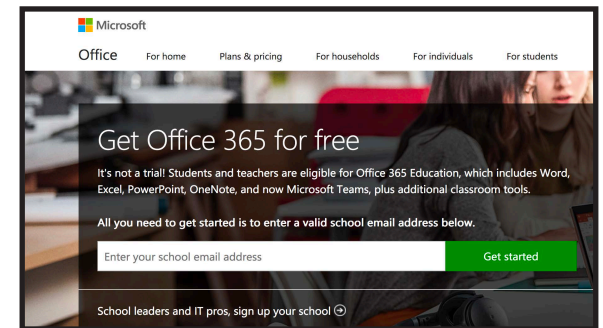 Microsoft
Office For home Plans & pricing For households For individuals For students
Get Office 365 for free
It's not a trial! Students and teachers are eligible for Office 365 Education, which includes Word,
Excel, PowerPoint, OneNote, and now Microsoft Teams, plus additional classroom tools.
All you need to get started is to enter a valid school email address below.
Enter your school email address Get started
School leaders and IT pros, sign up your school